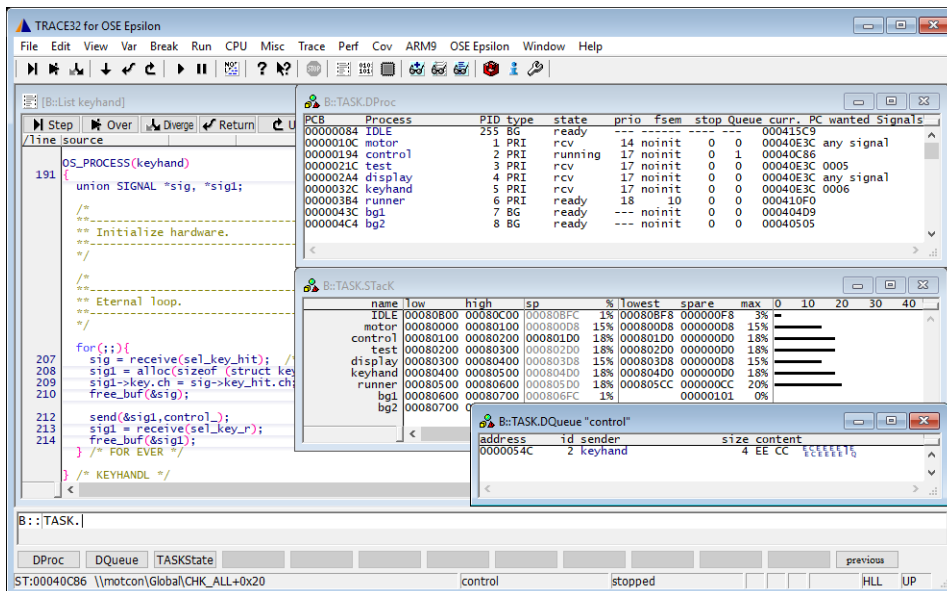 TRACE32 for OSE Epsilon
File Edit View Var Break Run CPU Misc Trace Perf Cov ARM9 OSE Epsilon Window Help
[B::List keyhand]
Step Over Diverge Return U
/line source
OS_PROCESS(keyhand)
191 {
union SIGNAL *sig, *sig1;
/*
**
** Initialize hardware.
**
*/
/*
**
** Eternal loop.
**
*/
for(;;){
207 sig = receive(sel_key_hit); /*
208 sig1 = alloc(sizeof (struct key
209 sig1->key.ch = sig->key_hit.ch;
210 free_buf(&sig);
212 send(&sig1,control_);
213 sig1 = receive(sel_key_r);
214 free_buf(&sig1);
} /* FOR EVER */
} /* KEYHANDL */
B::TASK.DProc
PCB Process PID type state prio fsem stop Queue curr. PC wanted Signals
00000084 IDLE 255 BG ready --- ------ ---- --- 000415C9
0000010C motor 1 PRI rcv 14 noinit 0 0 00040E3C any signal
00000194 control 2 PRI running 17 noinit 0 1 00040C86
0000021C test 3 PRI rcv 17 noinit 0 0 00040E3C 0005
000002A4 display 4 PRI rcv 17 noinit 0 0 00040E3C any signal
0000032C keyhand 5 PRI rcv 17 noinit 0 0 00040E3C 0006
000003B4 runner 6 PRI ready 18 10 0 0 000410F0
0000043C bg1 7 BG ready --- noinit 0 0 000404D9
000004C4 bg2 8 BG ready --- noinit 0 0 00040505
B::TASK.STacK
name low high sp % lowest spare max 0 10 20 30 40
IDLE 00080B00 00080C00 00080BFC 1% 00080BF8 000000F8 3%
motor 00080000 00080100 000800D8 15% 000800D8 000000D8 15%
control 00080100 00080200 000801D0 18% 000801D0 000000D0 18%
test 00080200 00080300 000802D0 18% 000802D0 000000D0 18%
display 00080300 00080400 000803D8 15% 000803D8 000000D8 15%
keyhand 00080400 00080500 000804D0 18% 000804D0 000000D0 18%
runner 00080500 00080600 000805D0 18% 000805CC 000000CC 20%
bg1 00080600 00080700 000806FC 1% 00000101 0%
bg2 00080700
B::TASK.DQueue "control"
address id sender size content
0000054C 2 keyhand 4 EE CC
B::TASK.
DProc DQueue TASKState previous
ST:00040C86 \\motcon\Global\CHK_ALL+0x20 control stopped HLL UP